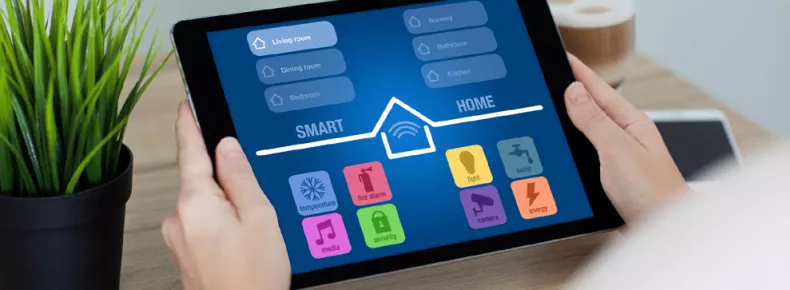 Living room
Dining room
Bedroom
Nursery
Bathroom
Kitchen
SMART HOME
temperature
fire alarm
media
security
light
water
camera
energy